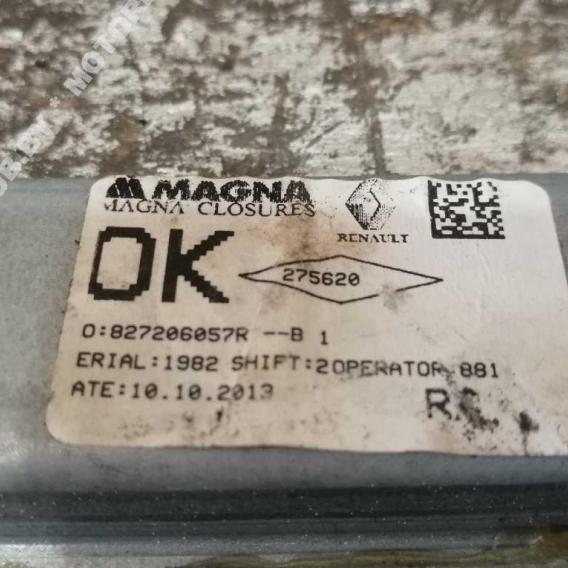 MAGNA
MAGNA CLOSURES
RENAULT
OK
275620
O:827206057R --B 1
ERIAL:1982 SHIFT:2OPERATOR 881
ATE:10.10.2013